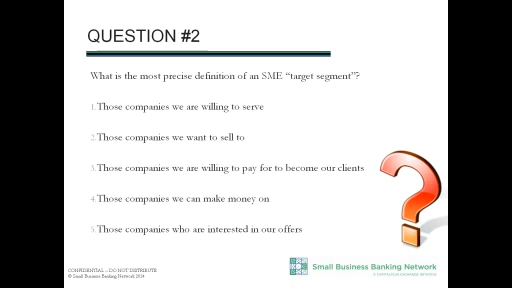 QUESTION #2
What is the most precise definition of an SME “target segment”?
1.Those companies we are willing to serve
2.Those companies we want to sell to
3.Those companies we are willing to pay for to become our clients
4.Those companies we can make money on
5.Those companies who are interested in our offers
CONFIDENTIAL – DO NOT DISTRIBUTE
© Small Business Banking Network 2014
Small Business Banking Network